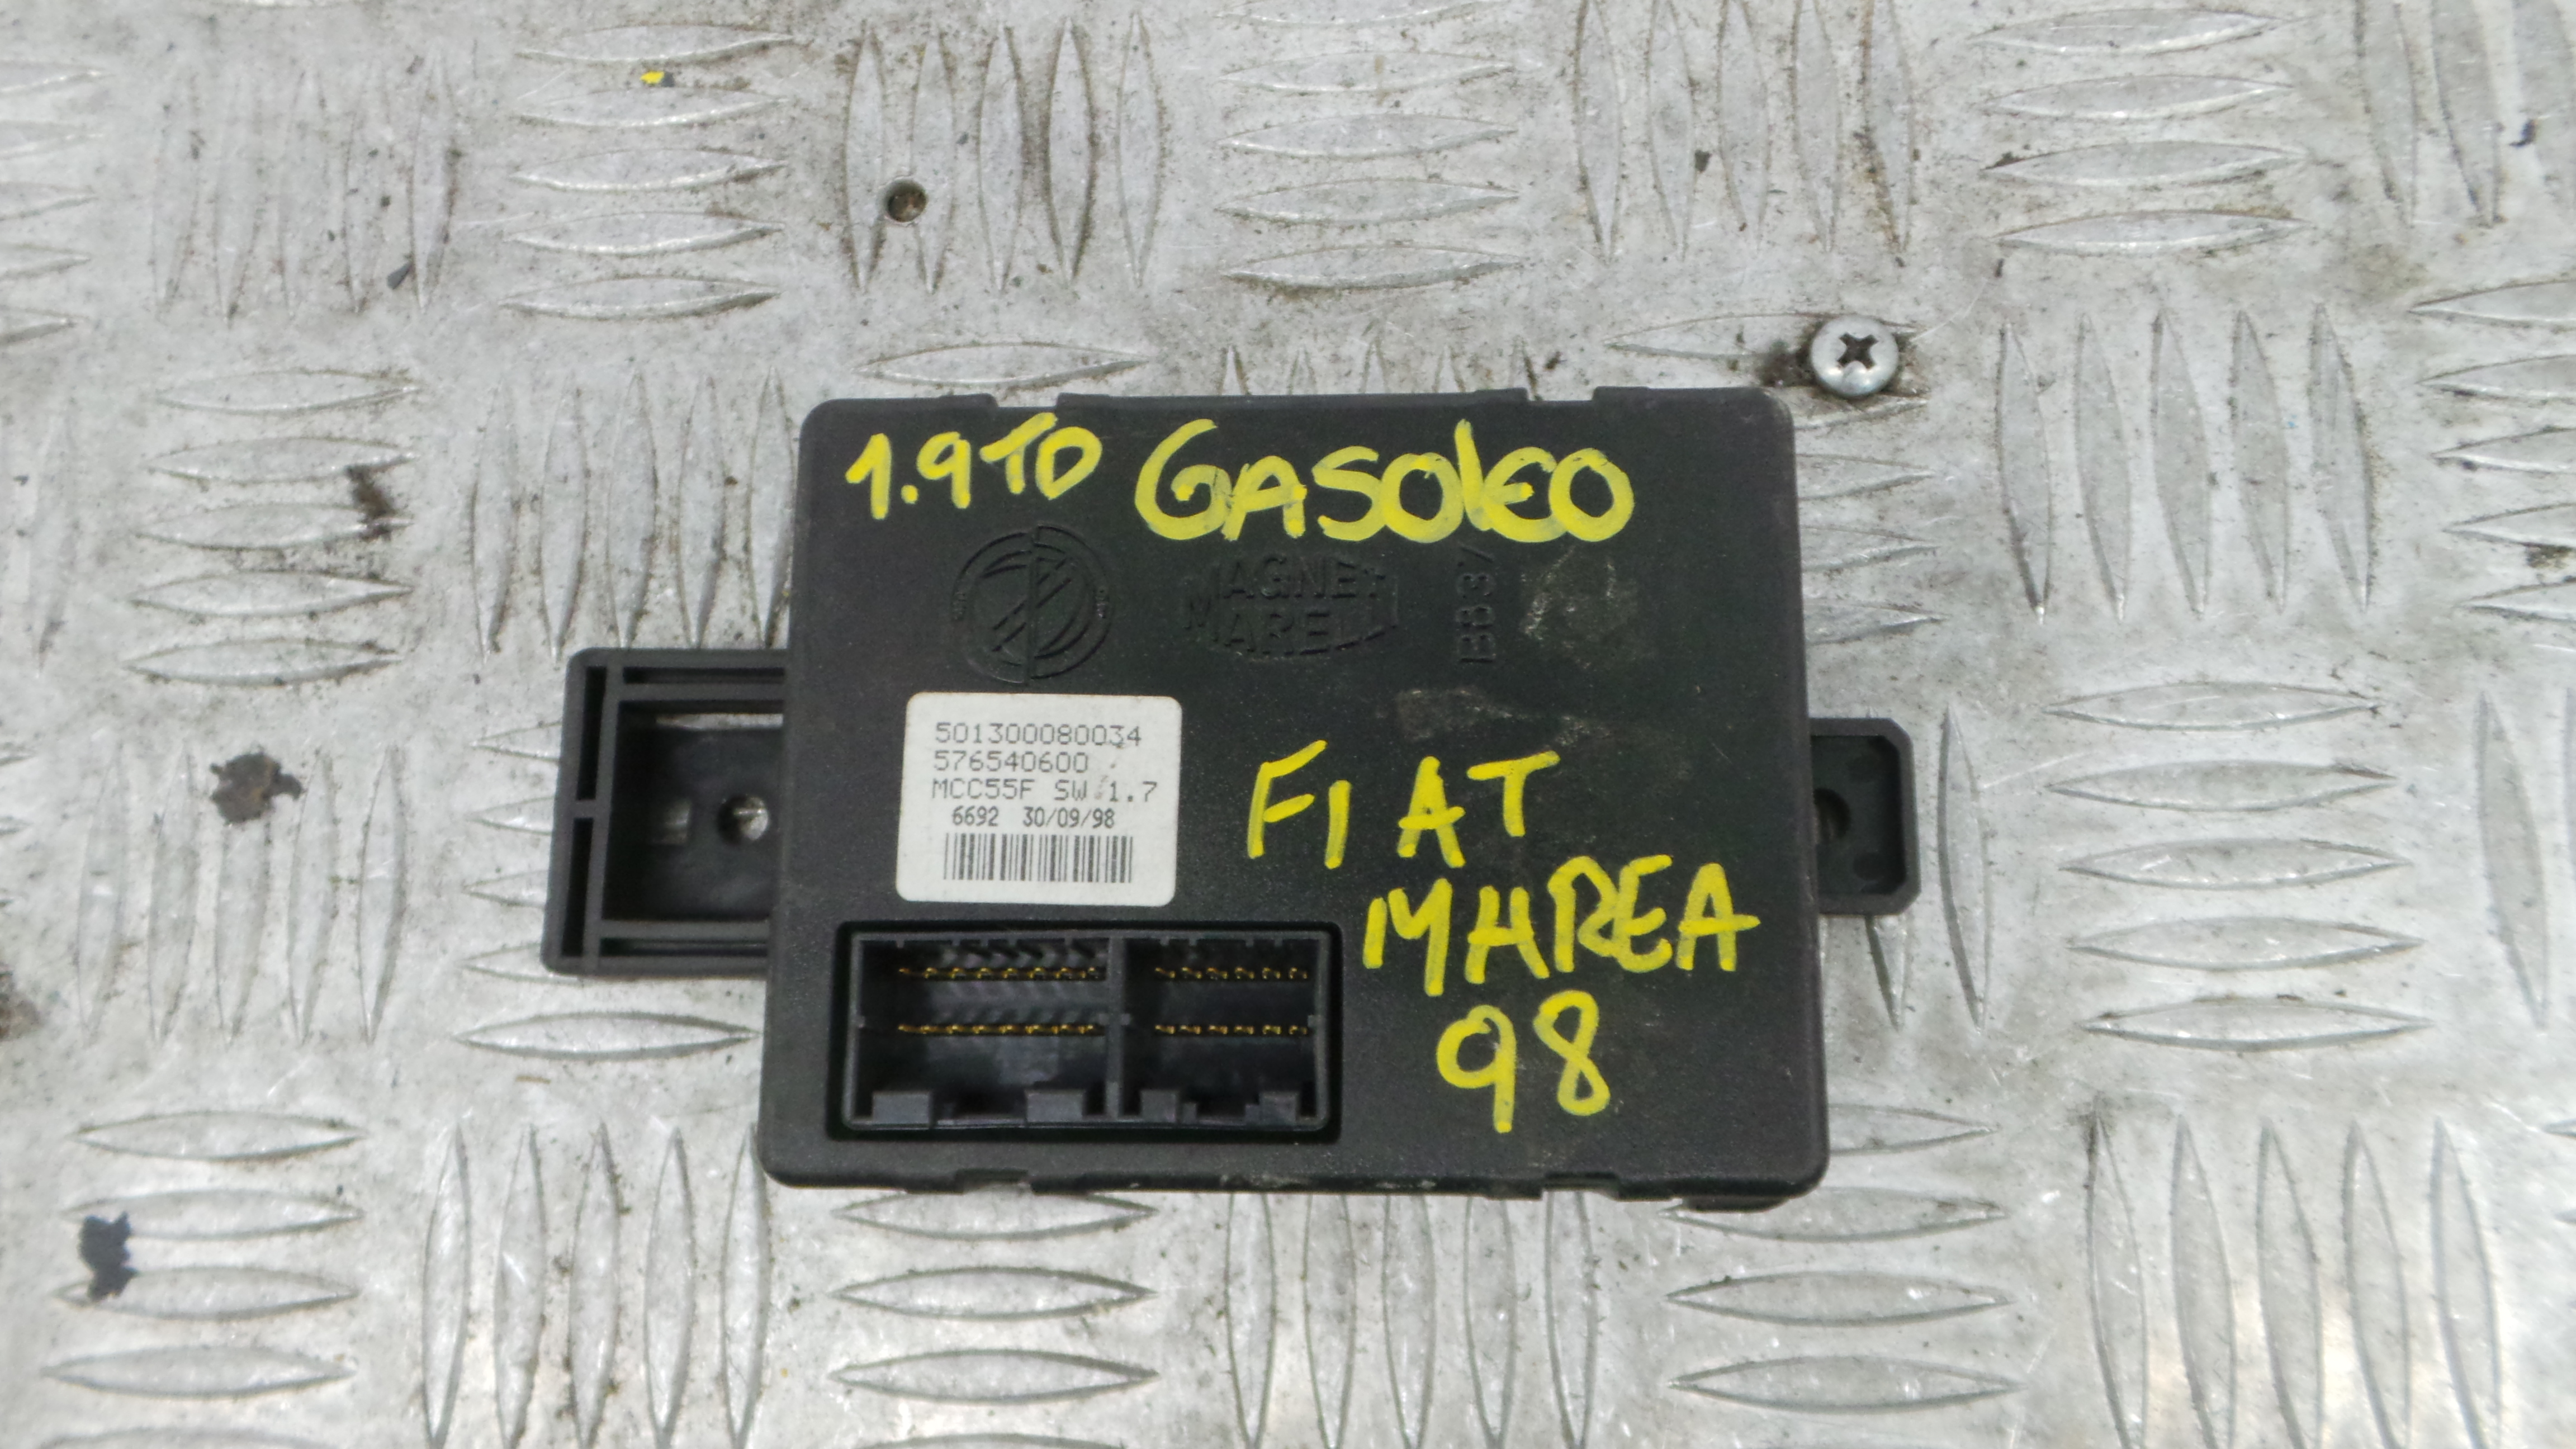 1.9TD GASOLEO
MAGNETI
MARELLI
BB37
501300080034
576540600
MCC55F SW 1.7
6692 30/09/98
FIAT
MAREA
98